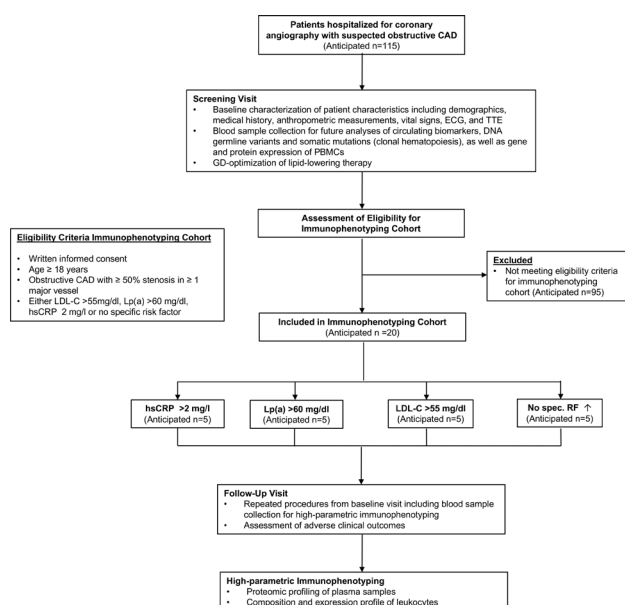 Patients hospitalized for coronary
angiography with suspected obstructive CAD
(Anticipated n=115)
Screening Visit
• Baseline characterization of patient characteristics including demographics,
medical history, anthropometric measurements, vital signs, ECG, and TTE
• Blood sample collection for future analyses of circulating biomarkers, DNA
germline variants and somatic mutations (clonal hematopoiesis), as well as gene
and protein expression of PBMCs
• GD-optimization of lipid-lowering therapy
Assessment of Eligibility for
Immunophenotyping Cohort
Eligibility Criteria Immunophenotyping Cohort
• Written informed consent
• Age ≥ 18 years
• Obstructive CAD with ≥ 50% stenosis in ≥ 1
major vessel
• Either LDL-C >55mg/dl, Lp(a) >60 mg/dl,
hsCRP 2 mg/l or no specific risk factor
Excluded
• Not meeting eligibility criteria
for immunophenotyping
cohort (Anticipated n=95)
Included in Immunophenotyping Cohort
(Anticipated n =20)
hsCRP >2 mg/l
(Anticipated n=5)
Lp(a) >60 mg/dl
(Anticipated n=5)
LDL-C >55 mg/dl
(Anticipated n=5)
No spec. RF ↑
(Anticipated n=5)
Follow-Up Visit
• Repeated procedures from baseline visit including blood sample
collection for high-parametric immunophenotyping
• Assessment of adverse clinical outcomes
High-parametric Immunophenotyping
• Proteomic profiling of plasma samples
• Composition and expression profile of leukocytes